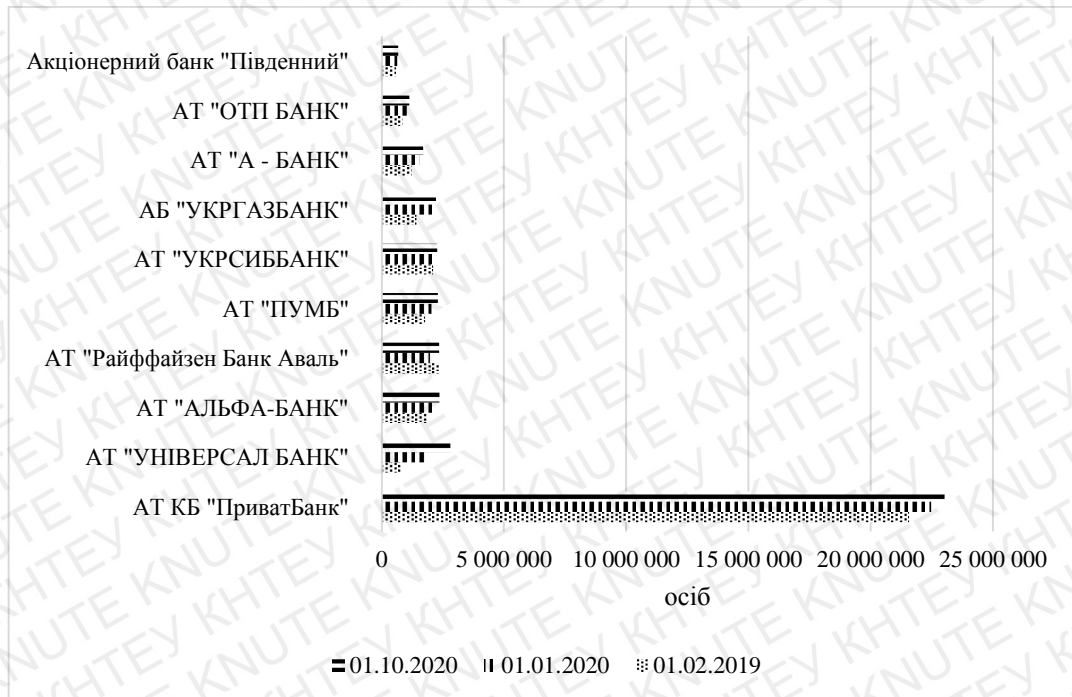 Акціонерний банк "Південний"
АТ "ОТП БАНК"
АТ "А - БАНК"
АБ "УКРГАЗБАНК"
АТ "УКРСИББАНК"
АТ "ПУМБ"
АТ "Райффайзен Банк Аваль"
АТ "АЛЬФА-БАНК"
АТ "УНІВЕРСАЛ БАНК"
АТ КБ "ПриватБанк"
0 5 000 000 10 000 000 15 000 000 20 000 000 25 000 000
осіб
01.10.2020 01.01.2020 01.02.2019